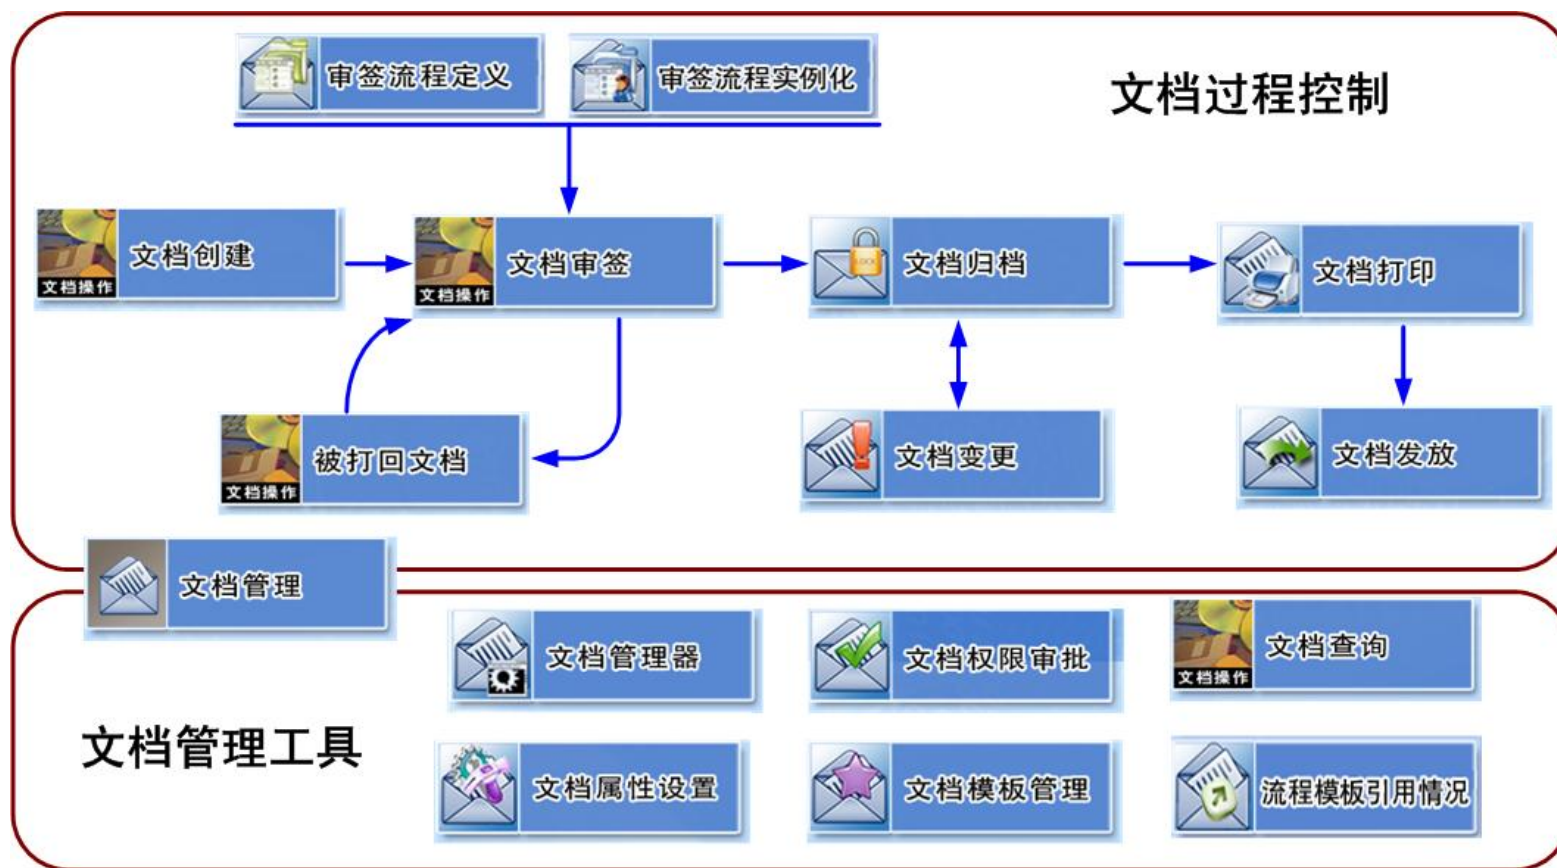 审签流程定义
审签流程实例化
文档过程控制
文档创建
文档操作
文档审签
文档操作
文档归档
LOCK
文档打印
被打回文档
文档操作
文档变更
文档发放
文档管理
文档管理器
文档权限审批
文档查询
文档操作
文档管理工具
文档属性设置
文档模板管理
流程模板引用情况